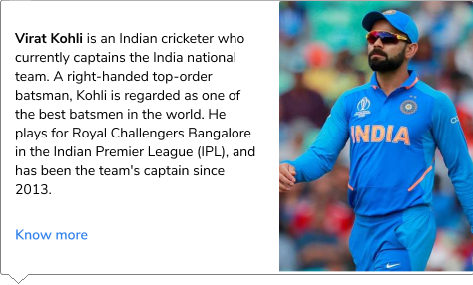 Virat Kohli is an Indian cricketer who
currently captains the India national
team. A right-handed top-order
batsman, Kohli is regarded as one of
the best batsmen in the world. He
plays for Royal Challengers Bangalore
in the Indian Premier League (IPL), and
has been the team's captain since
2013.
Know more
INDIA